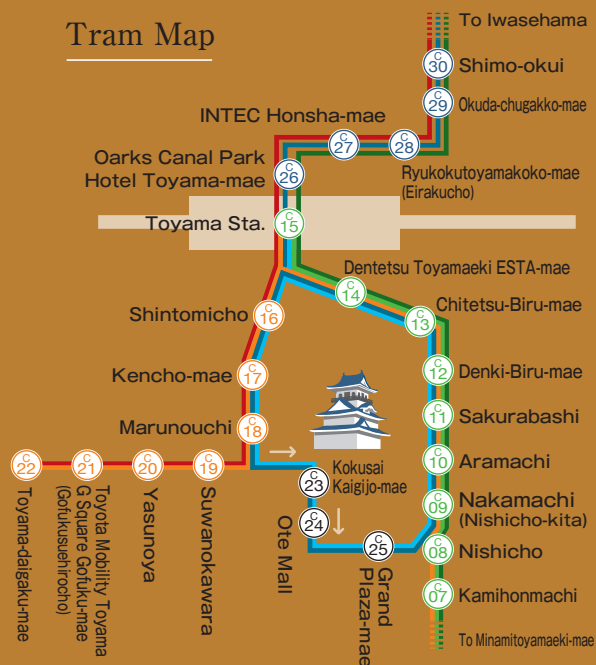 Tram Map
To Iwasehama
C
30
Shimo-okui
C
29
Okuda-chugakko-mae
INTEC Honsha-mae
C
27
C
28
Ryukokutoyamakoko-mae
(Eirakucho)
Oarks Canal Park
Hotel Toyama-mae
C
26
Toyama Sta.
C
15
Dentetsu Toyamaeki ESTA-mae
C
14
Chitetsu-Biru-mae
C
13
Shintomicho
C
16
Kencho-mae
C
17
Denki-Biru-mae
C
12
Marunouchi
C
18
Sakurabashi
C
11
Aramachi
C
10
C
22
C
21
C
20
C
19
Toyama-daigaku-mae
Toyota Mobility Toyama
G Square Gofuku-mae
(Gofukusuehirocho)
Yasunoya
Suwanokawara
Kokusai
Kaigijo-mae
C
23
Ote Mall
C
24
Grand
Plaza-mae
C
25
Nakamachi
(Nishicho-kita)
C
09
Nishicho
C
08
Kamihonmachi
C
07
To Minamitoyamaeki-mae